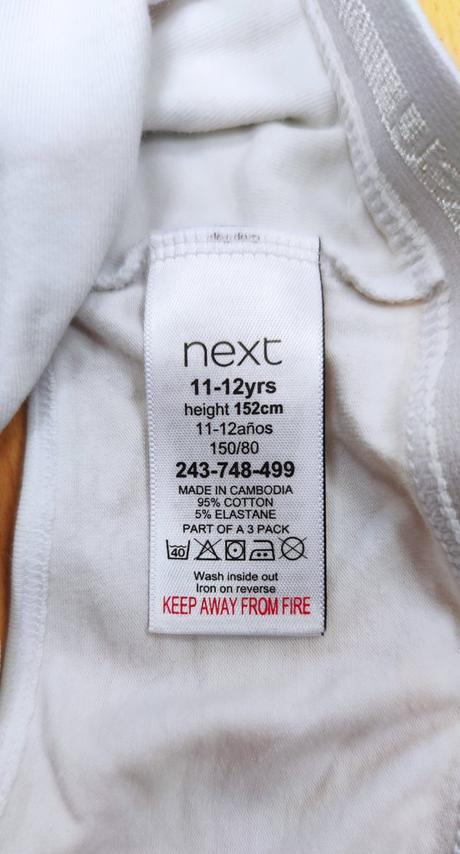 next
11-12yrs
height 152cm
11-12años
150/80
243-748-499
MADE IN CAMBODIA
95% COTTON
5% ELASTANE
PART OF A 3 PACK
40
Wash inside out
Iron on reverse
KEEP AWAY FROM FIRE